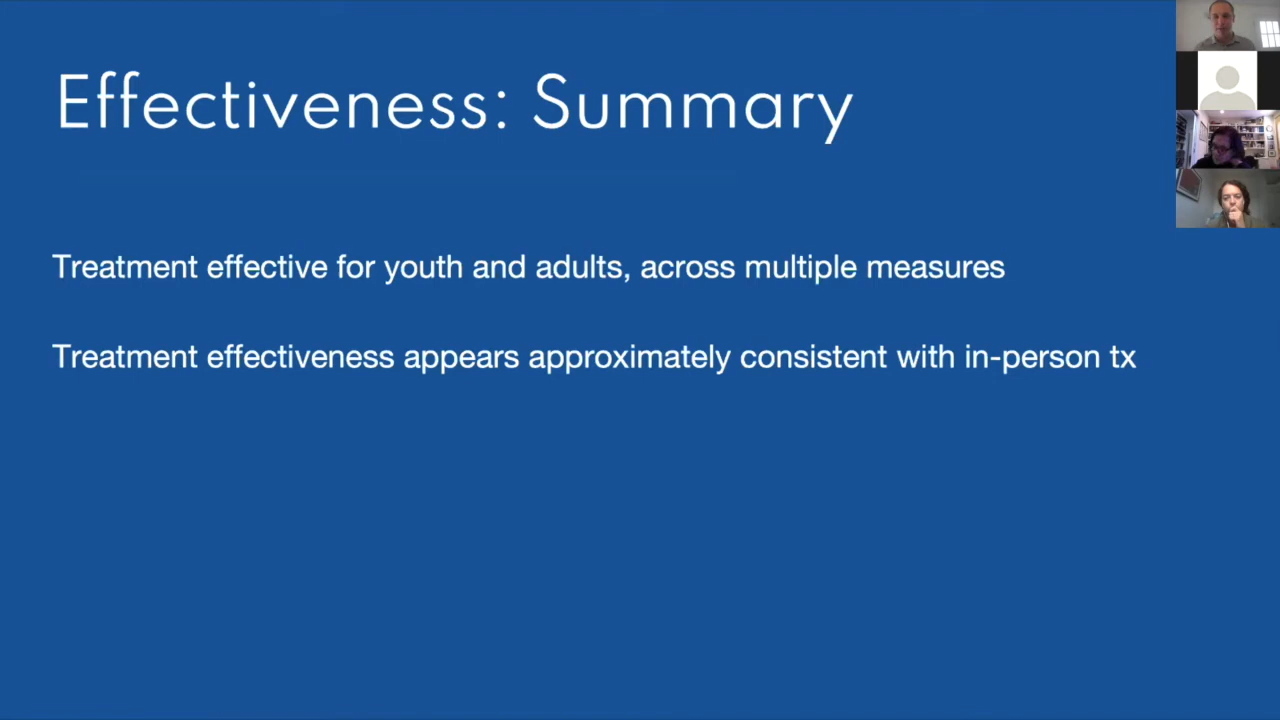 Effectiveness: Summary
Treatment effective for youth and adults, across multiple measures
Treatment effectiveness appears approximately consistent with in-person tx